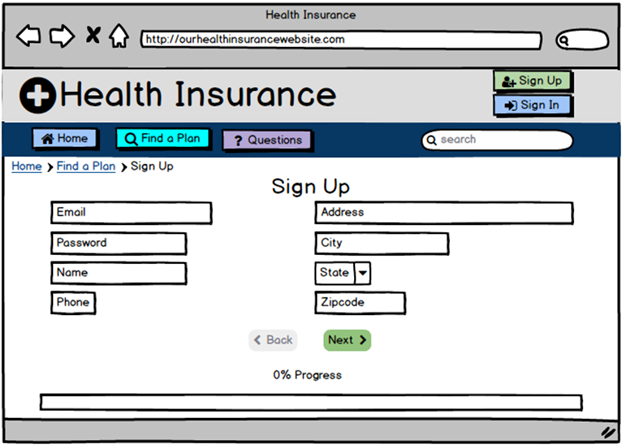 Health Insurance
http://ourhealthinsurancewebsite.com
Health Insurance
Sign Up
Sign In
Home
Find a Plan
? Questions
search
Home > Find a Plan > Sign Up
Sign Up
Email
Address
Password
City
Name
State
Phone
Zipcode
< Back
Next >
0% Progress